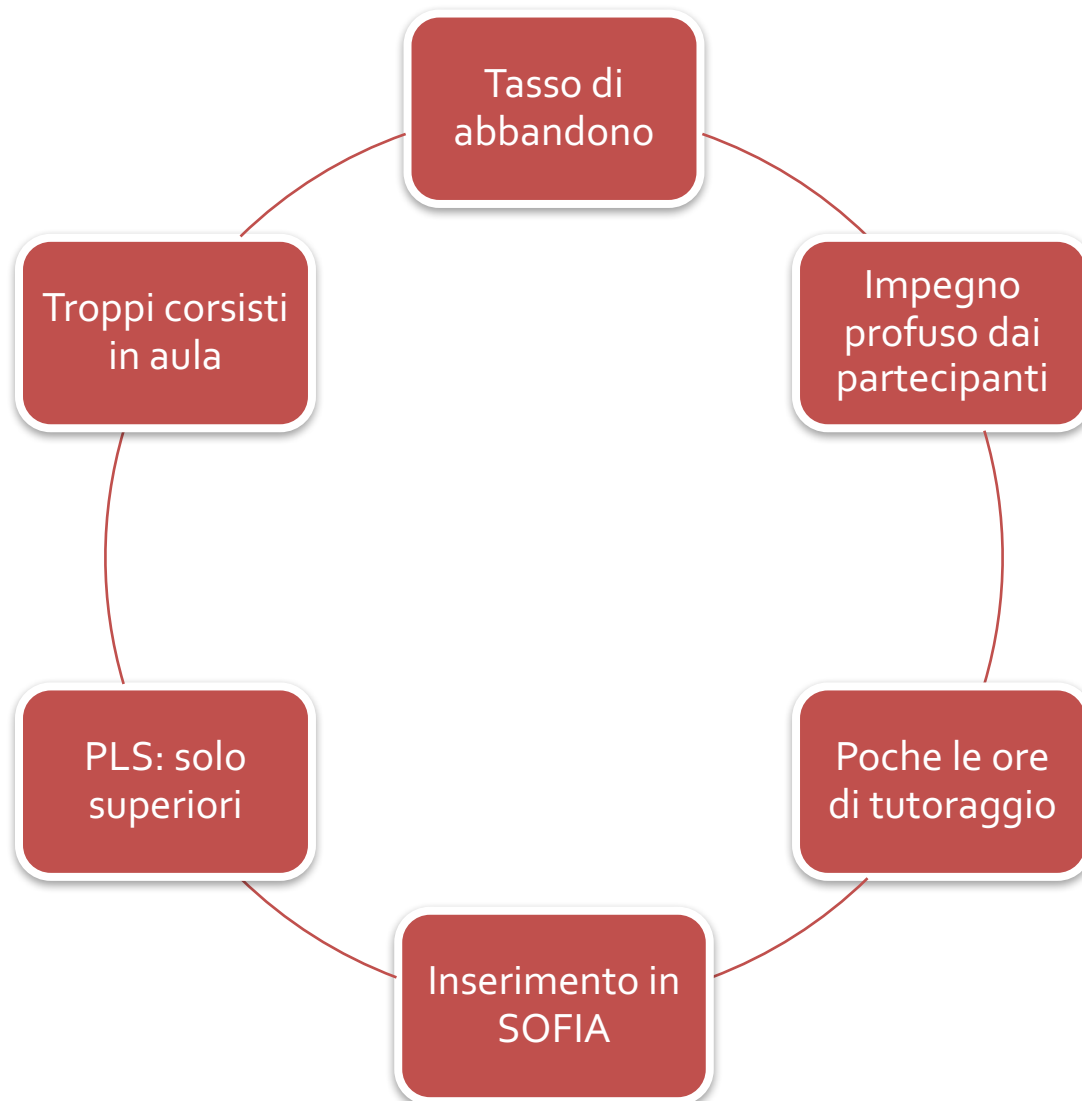 Tasso di
abbandono
Impegno
profuso dai
partecipanti
Poche le ore
di tutoraggio
Inserimento in
SOFIA
PLS: solo
superiori
Troppi corsisti
in aula